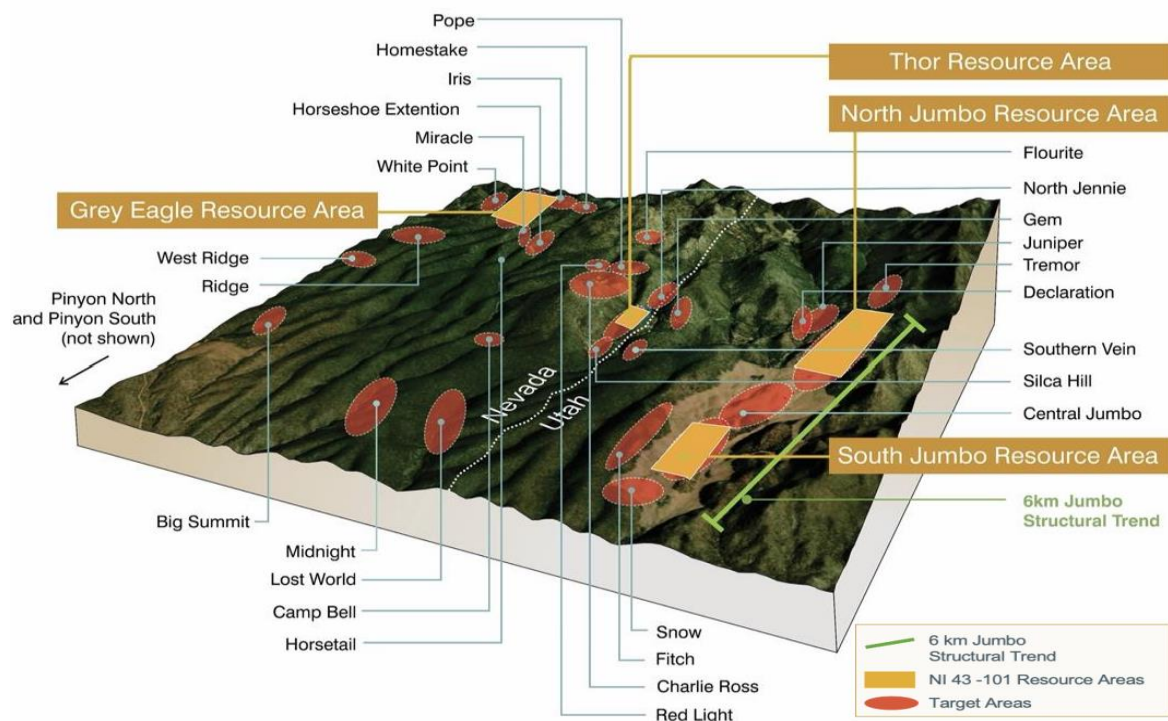 Pope
Homestake
Iris
Horseshoe Extention
Miracle
White Point
Grey Eagle Resource Area
West Ridge
Ridge
Pinyon North
and Pinyon South
(not shown)
Thor Resource Area
North Jumbo Resource Area
Flourite
North Jennie
Gem
Juniper
Tremor
Declaration
Southern Vein
Silca Hill
Central Jumbo
South Jumbo Resource Area
6km Jumbo
Structural Trend
Nevada
Utah
Big Summit
Midnight
Lost World
Camp Bell
Horsetail
Snow
Fitch
Charlie Ross
Red Light
6 km Jumbo
Structural Trend
NI 43 -101 Resource Areas
Target Areas